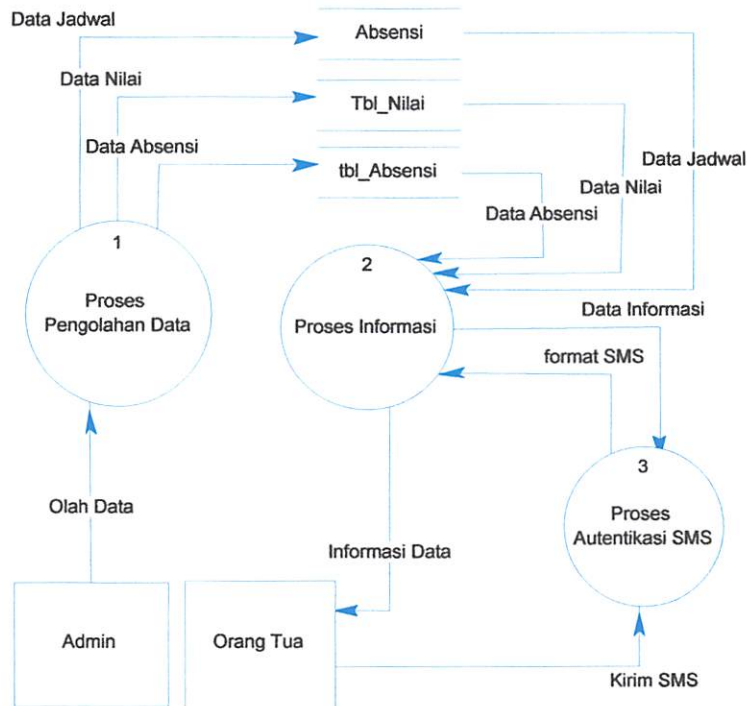 Data Jadwal
Absensi
Data Nilai
Tbl_Nilai
Data Absensi
tbl_Absensi
Data Jadwal
Data Nilai
Data Absensi
1
Proses
Pengolahan Data
2
Proses Informasi
Data Informasi
format SMS
3
Proses
Autentikasi SMS
Olah Data
Informasi Data
Admin
Orang Tua
Kirim SMS